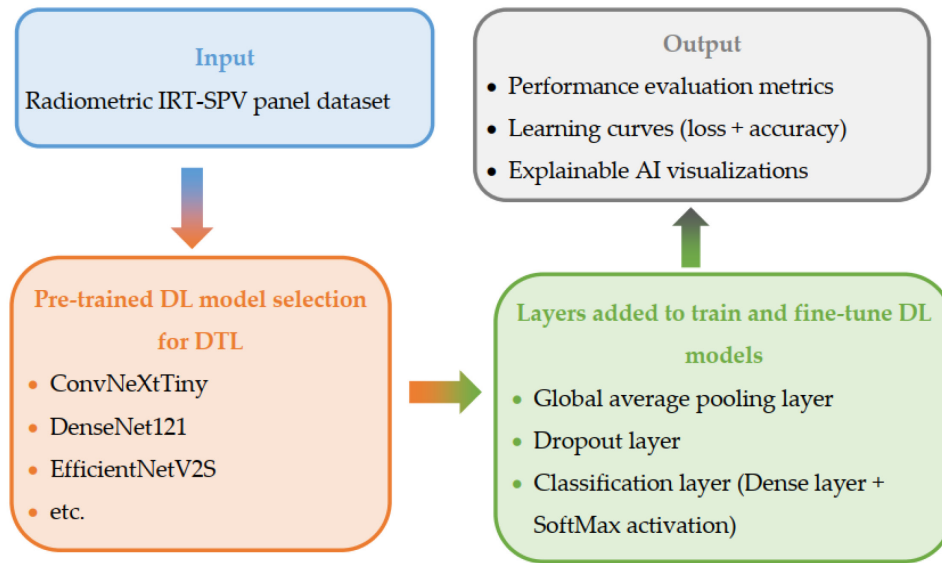 Input
Radiometric IRT-SPV panel dataset
Pre-trained DL model selection
for DTL
• ConvNeXtTiny
• DenseNet121
• EfficientNetV2S
• etc.
Layers added to train and fine-tune DL
models
• Global average pooling layer
• Dropout layer
• Classification layer (Dense layer +
SoftMax activation)
Output
• Performance evaluation metrics
• Learning curves (loss + accuracy)
• Explainable AI visualizations